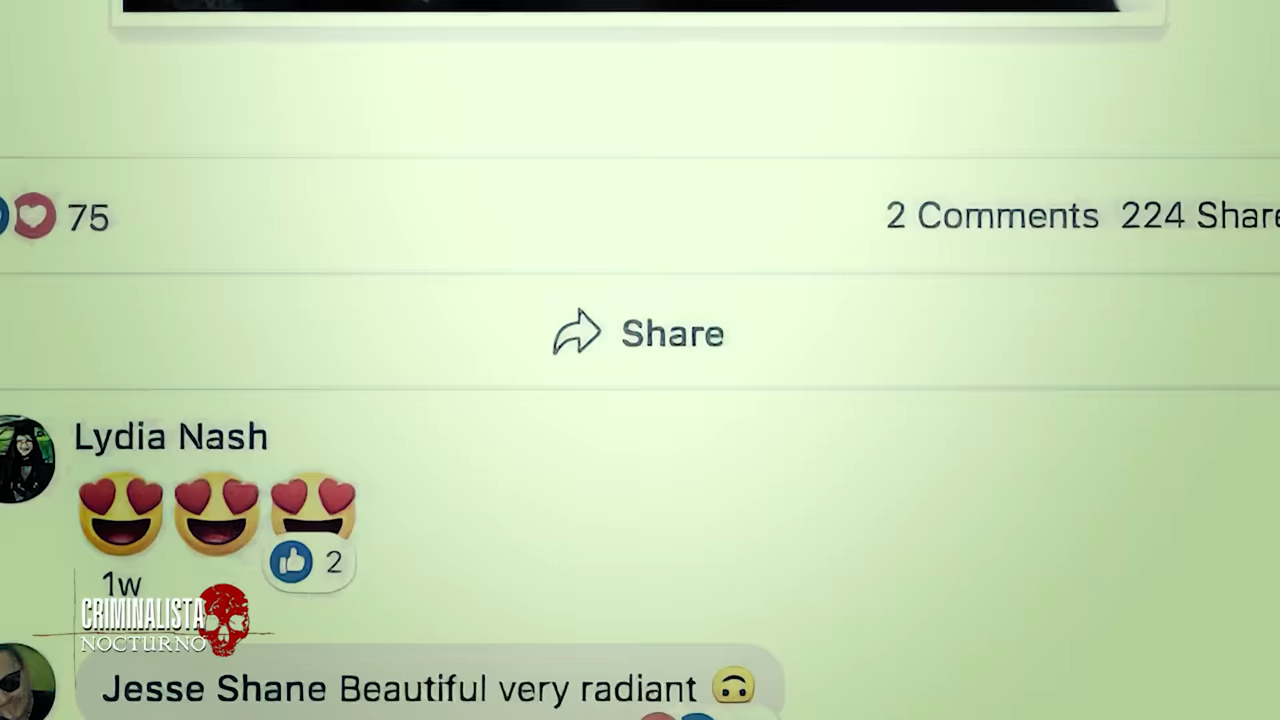 75
2 Comments 224 Share
Share
Lydia Nash
2
1w
CRIMINALISTA
NOCTURNO
Jesse Shane Beautiful very radiant